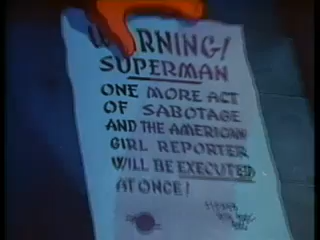 WARNING!
SUPERMAN
ONE MORE ACT
OF SABOTAGE
AND THE AMERICAN
GIRL REPORTER
WILL BE EXECUTED
AT ONCE!